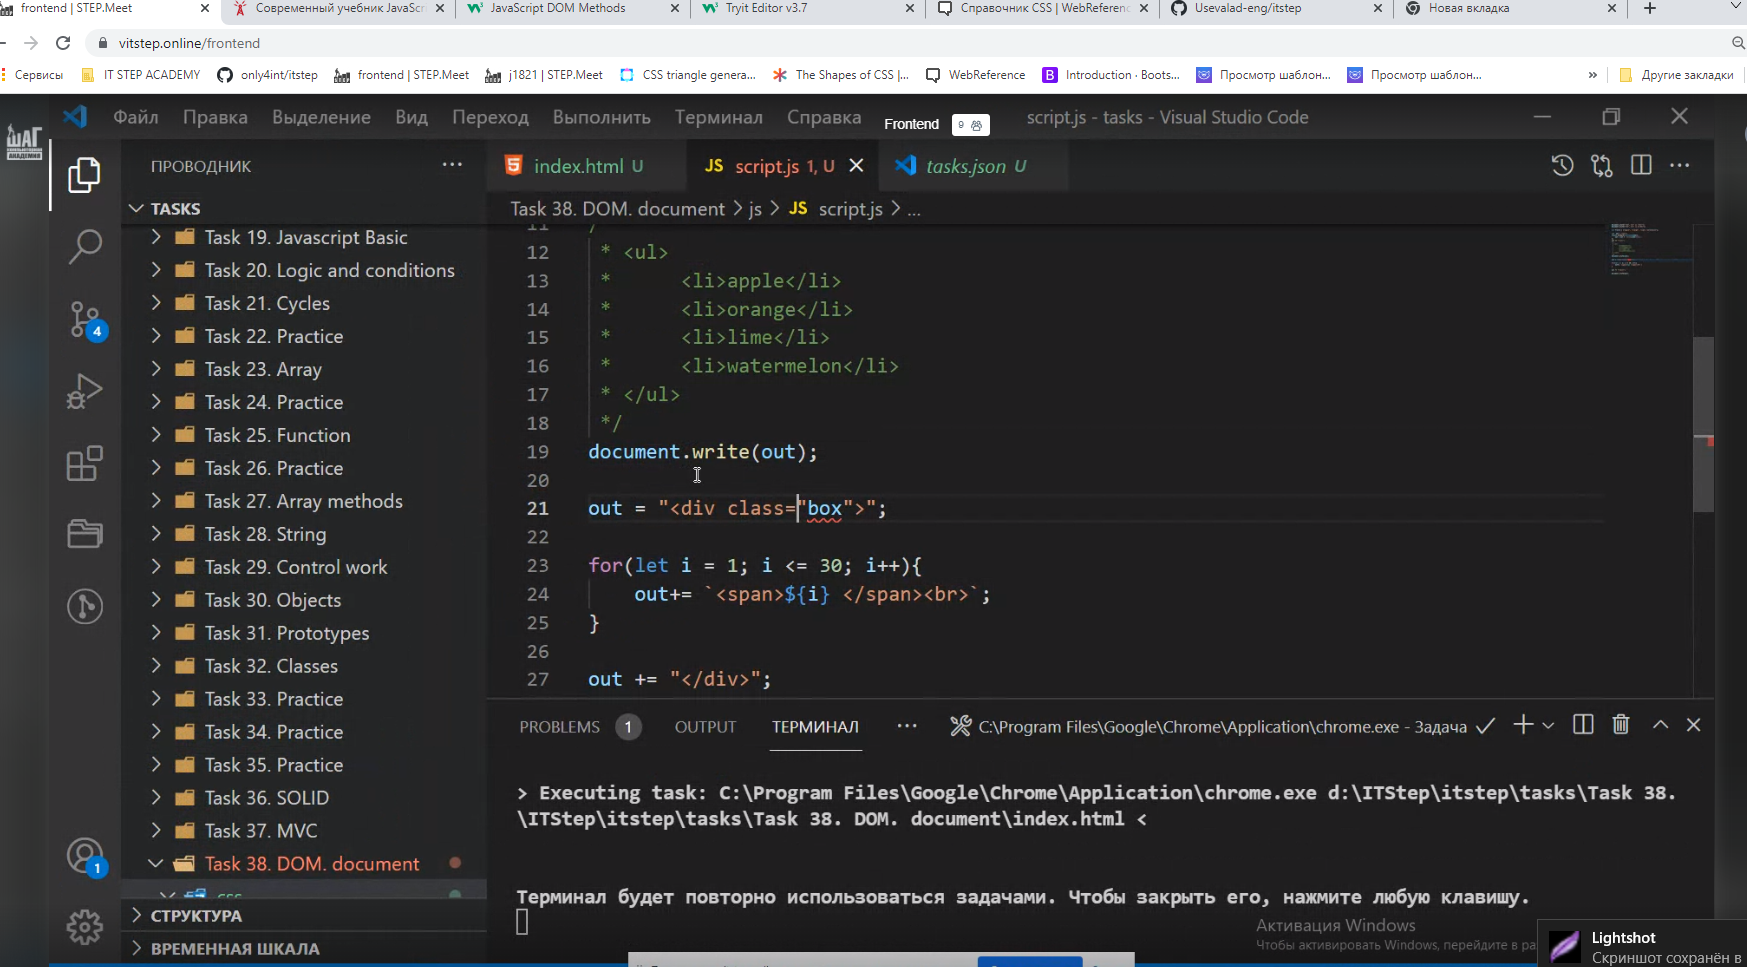 frontend | STEP.Meet
Современный учебник JavaScri
JavaScript DOM Methods
Tryit Editor v3.7
Справочник CSS | WebReferenc
Usevalad-eng/itstep
Новая вкладка
vitstep.online/frontend
Сервисы
IT STEP ACADEMY
only4int/itstep
frontend | STEP.Meet
j1821 | STEP.Meet
CSS triangle genera...
The Shapes of CSS |...
WebReference
Introduction · Boots...
Просмотр шаблон...
Просмотр шаблон...
»
Другие закладки
ШАГ
Файл Правка Выделение Вид Переход Выполнить Терминал Справка
Frontend 9
script.js - tasks - Visual Studio Code
ПРОВОДНИК ...
index.html U
JS script.js 1, U
tasks.json U
TASKS
Task 38. DOM. document > js > JS script.js > ...
Task 19. Javascript Basic
Task 20. Logic and conditions
Task 21. Cycles
Task 22. Practice
Task 23. Array
Task 24. Practice
Task 25. Function
Task 26. Practice
Task 27. Array methods
Task 28. String
Task 29. Control work
Task 30. Objects
Task 31. Prototypes
Task 32. Classes
Task 33. Practice
Task 34. Practice
Task 35. Practice
Task 36. SOLID
Task 37. MVC
Task 38. DOM. document
css
СТРУКТУРА
ВРЕМЕННАЯ ШКАЛА
4
1
11
12 * <ul>
13 * <li>apple</li>
14 * <li>orange</li>
15 * <li>lime</li>
16 * <li>watermelon</li>
17 * </ul>
18 */
19 document.write(out);
20
21 out = "<div class="box">";
22
23 for(let i = 1; i <= 30; i++){
24 out+= `<span>${i} </span><br>`;
25 }
26
27 out += "</div>";
PROBLEMS 1 OUTPUT ТЕРМИНАЛ ... C:\Program Files\Google\Chrome\Application\chrome.exe - Задача
> Executing task: C:\Program Files\Google\Chrome\Application\chrome.exe d:\ITStep\itstep\tasks\Task 38.
\ITStep\itstep\tasks\Task 38. DOM. document\index.html <
Терминал будет повторно использоваться задачами. Чтобы закрыть его, нажмите любую клавишу.
Активация Windows
Чтобы активировать Windows, перейдите в ра
Lightshot
Скриншот сохранён в